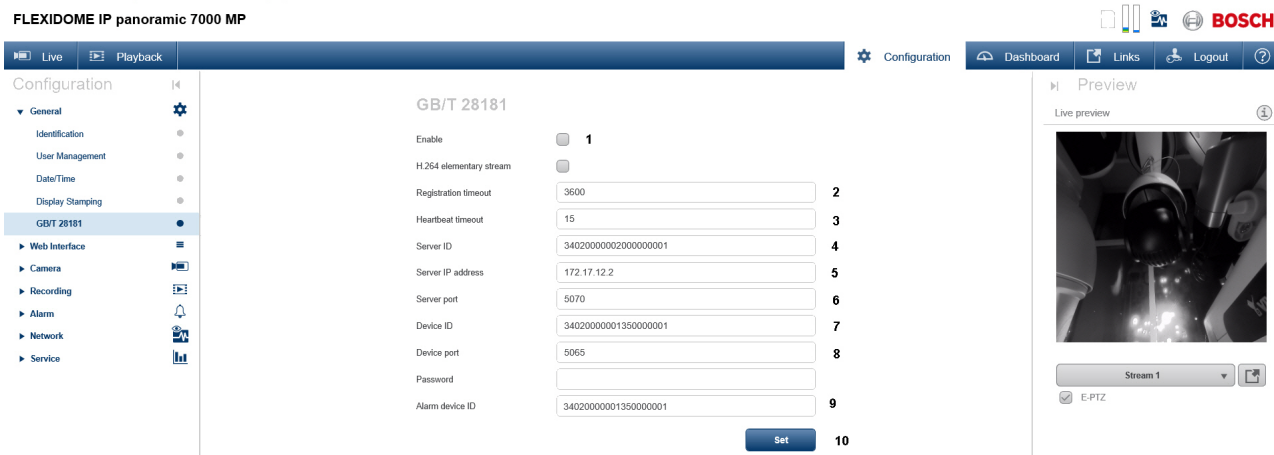 FLEXIDOME IP panoramic 7000 MP
BOSCH
Live
Playback
Configuration
Dashboard
Links
Logout
?
Configuration
General
Identification
User Management
Date/Time
Display Stamping
GB/T 28181
Web Interface
Camera
Recording
Alarm
Network
Service
GB/T 28181
Enable 1
H.264 elementary stream
Registration timeout 3600 2
Heartbeat timeout 15 3
Server ID 34020000002000000001 4
Server IP address 172.17.12.2 5
Server port 5070 6
Device ID 34020000001350000001 7
Device port 5065 8
Password
Alarm device ID 34020000001350000001 9
Set 10
Preview
Live preview
i
Stream 1
E-PTZ